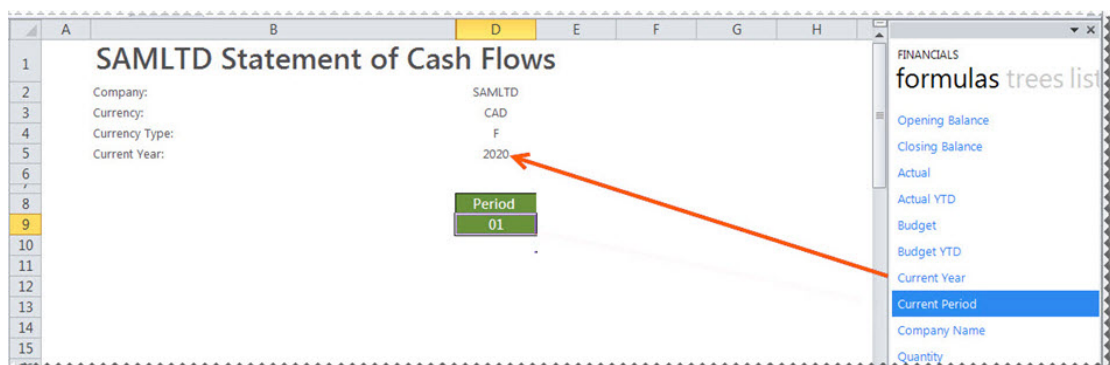 A B D E F G H
1 SAMLTD Statement of Cash Flows
2 Company: SAMLTD
3 Currency: CAD
4 Currency Type: F
5 Current Year: 2020
6
7
8 Period
9 01
10
11
12
13
14
15
FINANCIALS
formulas trees list
Opening Balance
Closing Balance
Actual
Actual YTD
Budget
Budget YTD
Current Year
Current Period
Company Name
Quantity